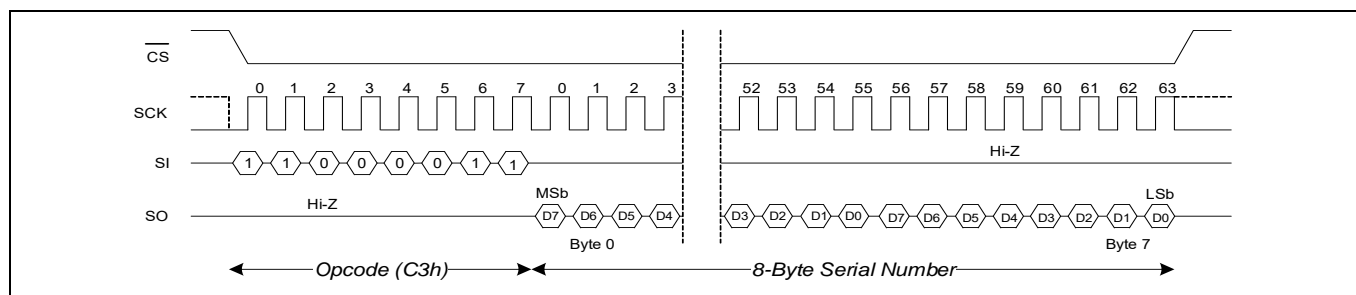 CS
0 1 2 3 4 5 6 7 0 1 2 3 52 53 54 55 56 57 58 59 60 61 62 63
SCK
SI 1 1 0 0 0 0 1 1 Hi-Z
MSb LSb
SO Hi-Z D7 D6 D5 D4 D3 D2 D1 D0 D7 D6 D5 D4 D3 D2 D1 D0
Byte 0 Byte 7
Opcode (C3h) 8-Byte Serial Number